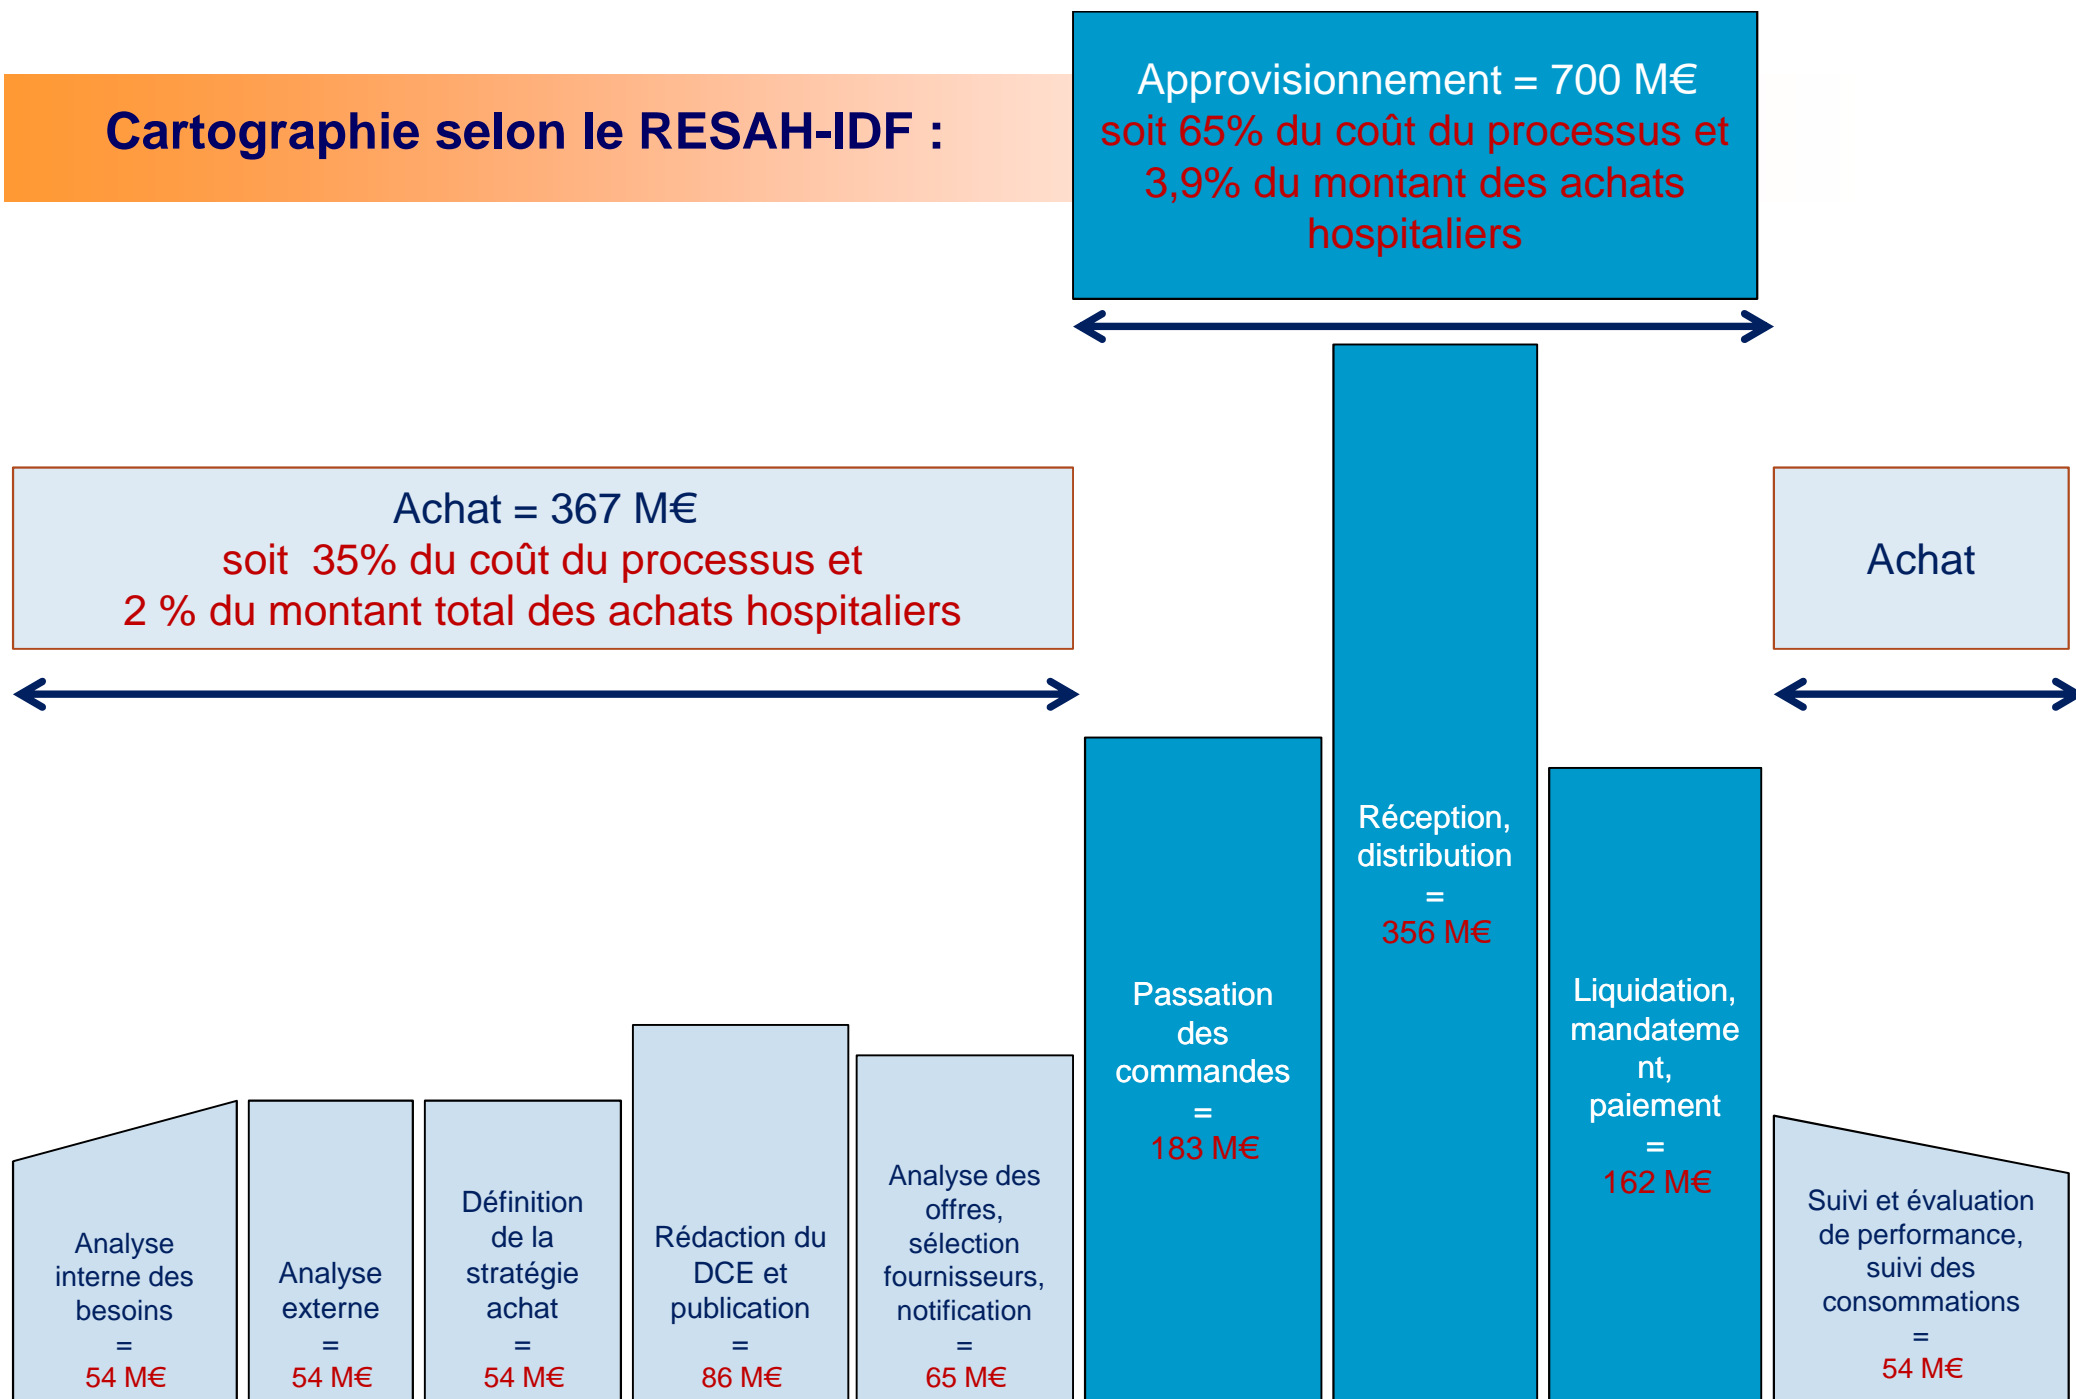 Cartographie selon le RESAH-IDF :
Approvisionnement = 700 M€
soit 65% du coût du processus et
3,9% du montant des achats
hospitaliers
Achat = 367 M€
soit  35% du coût du processus et
2 % du montant total des achats hospitaliers
Achat
Analyse
interne des
besoins
=
54 M€
Analyse
externe
=
54 M€
Définition
de la
stratégie
achat
=
54 M€
Rédaction du
DCE et
publication
=
86 M€
Analyse des
offres,
sélection
fournisseurs,
notification
=
65 M€
Passation
des
commandes
=
183 M€
Réception,
distribution
=
356 M€
Liquidation,
mandateme
nt,
paiement
=
162 M€
Suivi et évaluation
de performance,
suivi des
consommations
=
54 M€